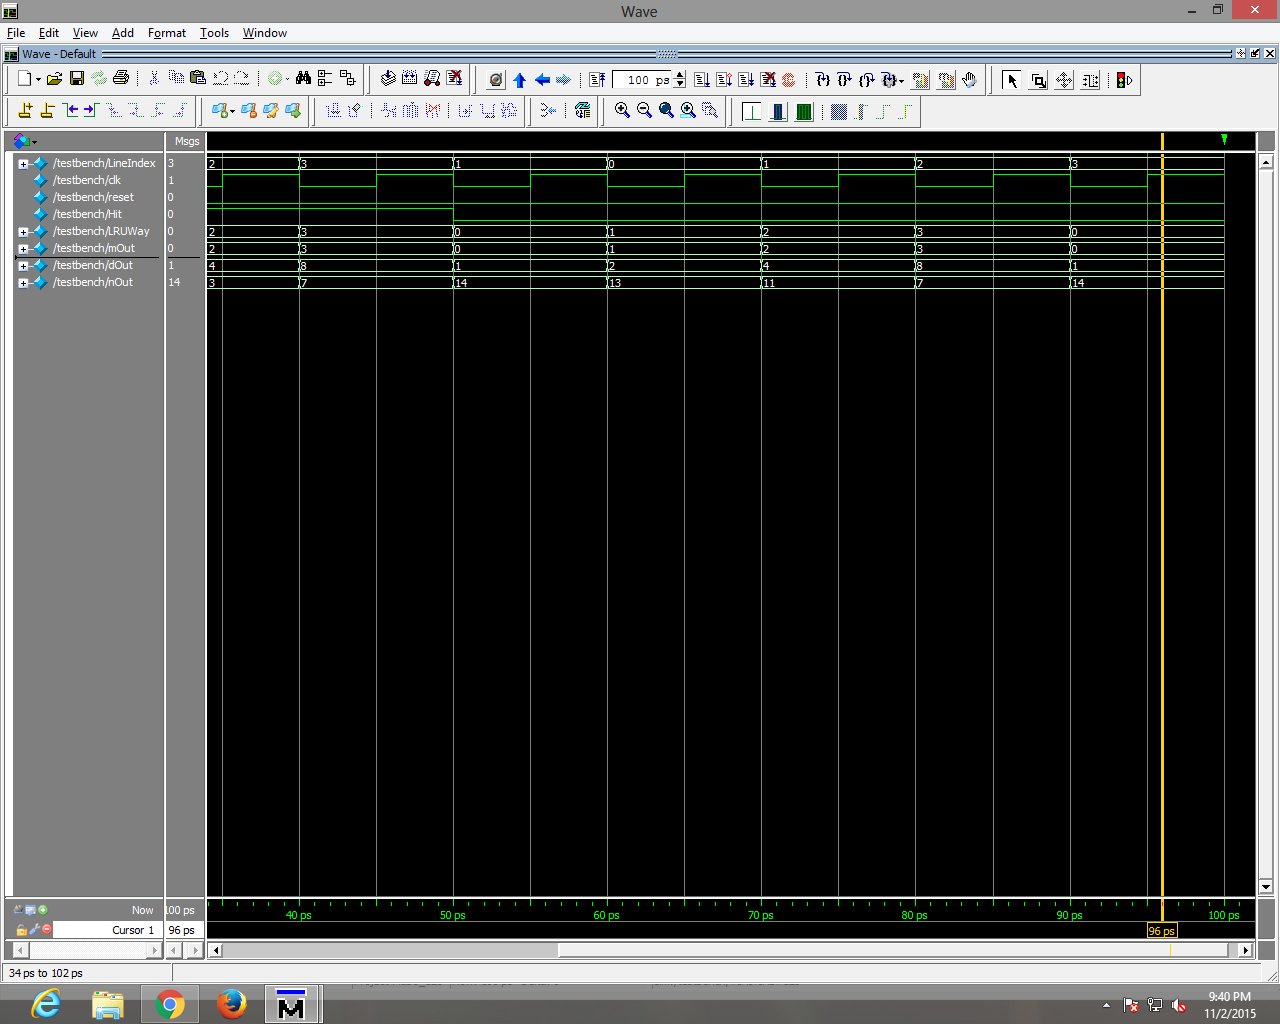 Wave
File Edit View Add Format Tools Window
Wave - Default
100 ps
Msgs
/testbench/LineIndex 3 2 3 1 0 1 2 3
/testbench/clk 1
/testbench/reset 0
/testbench/Hit 0
/testbench/LRUWay 0 2 3 0 1 2 3 0
/testbench/mOut 0 2 3 0 1 2 3 0
/testbench/dOut 1 4 8 1 2 4 8 1
/testbench/nOut 14 3 7 14 13 11 7 14
Now 100 ps 40 ps 50 ps 60 ps 70 ps 80 ps 90 ps 100 ps
Cursor 1 96 ps 96 ps
34 ps to 102 ps
9:40 PM
11/2/2015